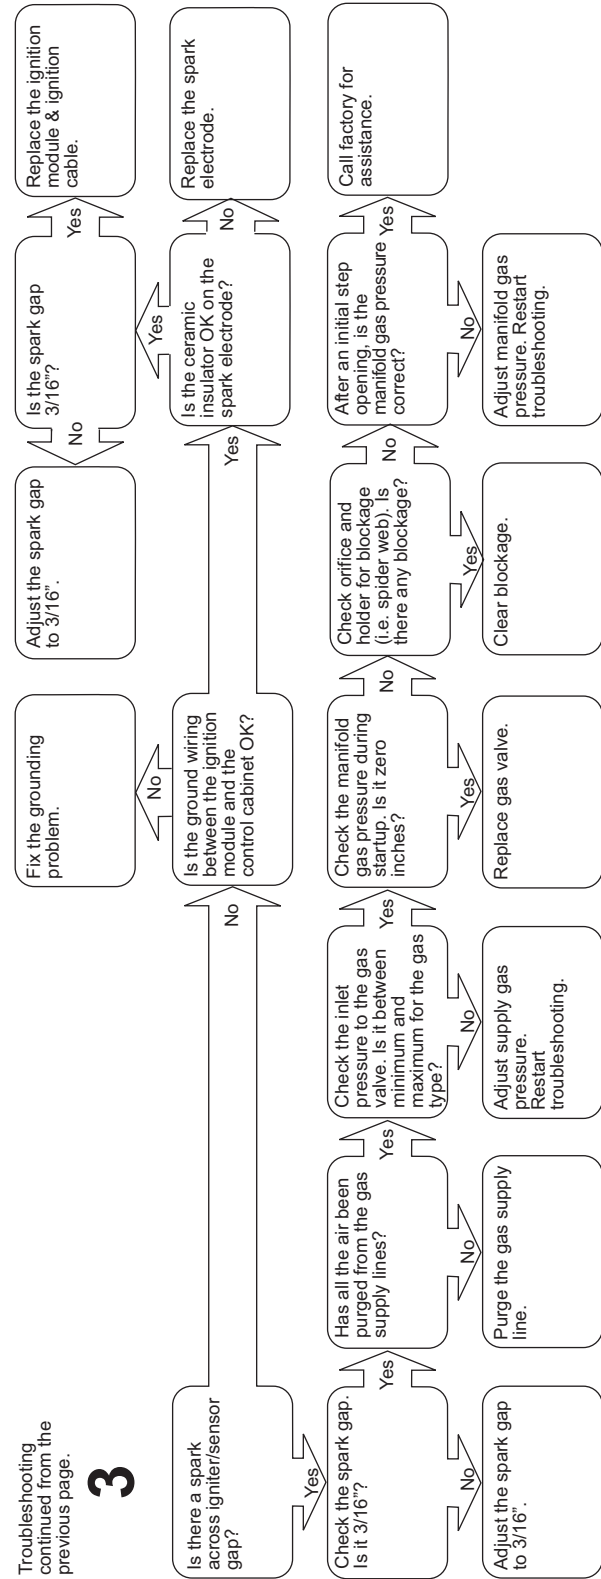 Troubleshooting
continued from the
previous page.
3
Is there a spark
across igniter/sensor
gap?
No
Yes
Is the ground wiring
between the ignition
module and the
control cabinet OK?
No
Fix the grounding
problem.
Yes
Is the ceramic
insulator OK on the
spark electrode?
No
Replace the spark
electrode.
Yes
Is the spark gap
3/16"?
No
Adjust the spark gap
to 3/16".
Yes
Replace the ignition
module & ignition
cable.
Check the spark gap.
Is it 3/16"?
No
Adjust the spark gap
to 3/16".
Yes
Has all the air been
purged from the gas
supply lines?
No
Purge the gas supply
line.
Yes
Check the inlet
pressure to the gas
valve. Is it between
minimum and
maximum for the gas
type?
No
Adjust supply gas
pressure.
Restart
troubleshooting.
Yes
Check the manifold
gas pressure during
startup. Is it zero
inches?
Yes
Replace gas valve.
No
Check orifice and
holder for blockage
(i.e. spider web). Is
there any blockage?
Yes
Clear blockage.
No
After an initial step
opening, is the
manifold gas pressure
correct?
No
Adjust manifold gas
pressure. Restart
troubleshooting.
Yes
Call factory for
assistance.